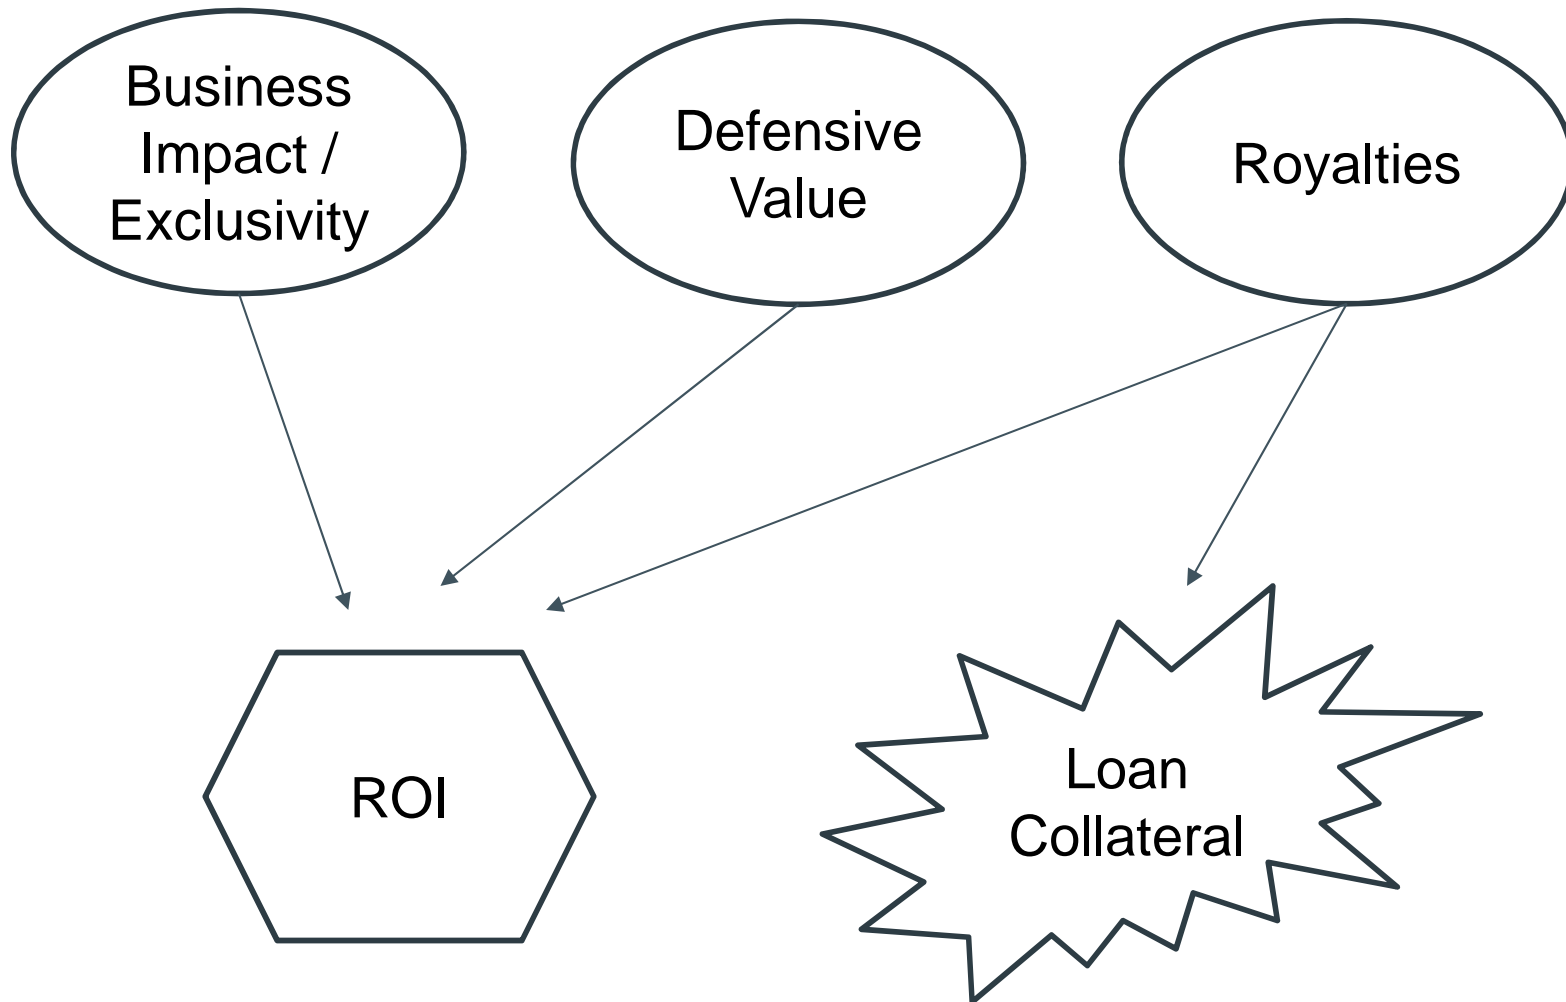 Business
Impact /
Exclusivity
Defensive
Value
Royalties
ROI
Loan
Collateral